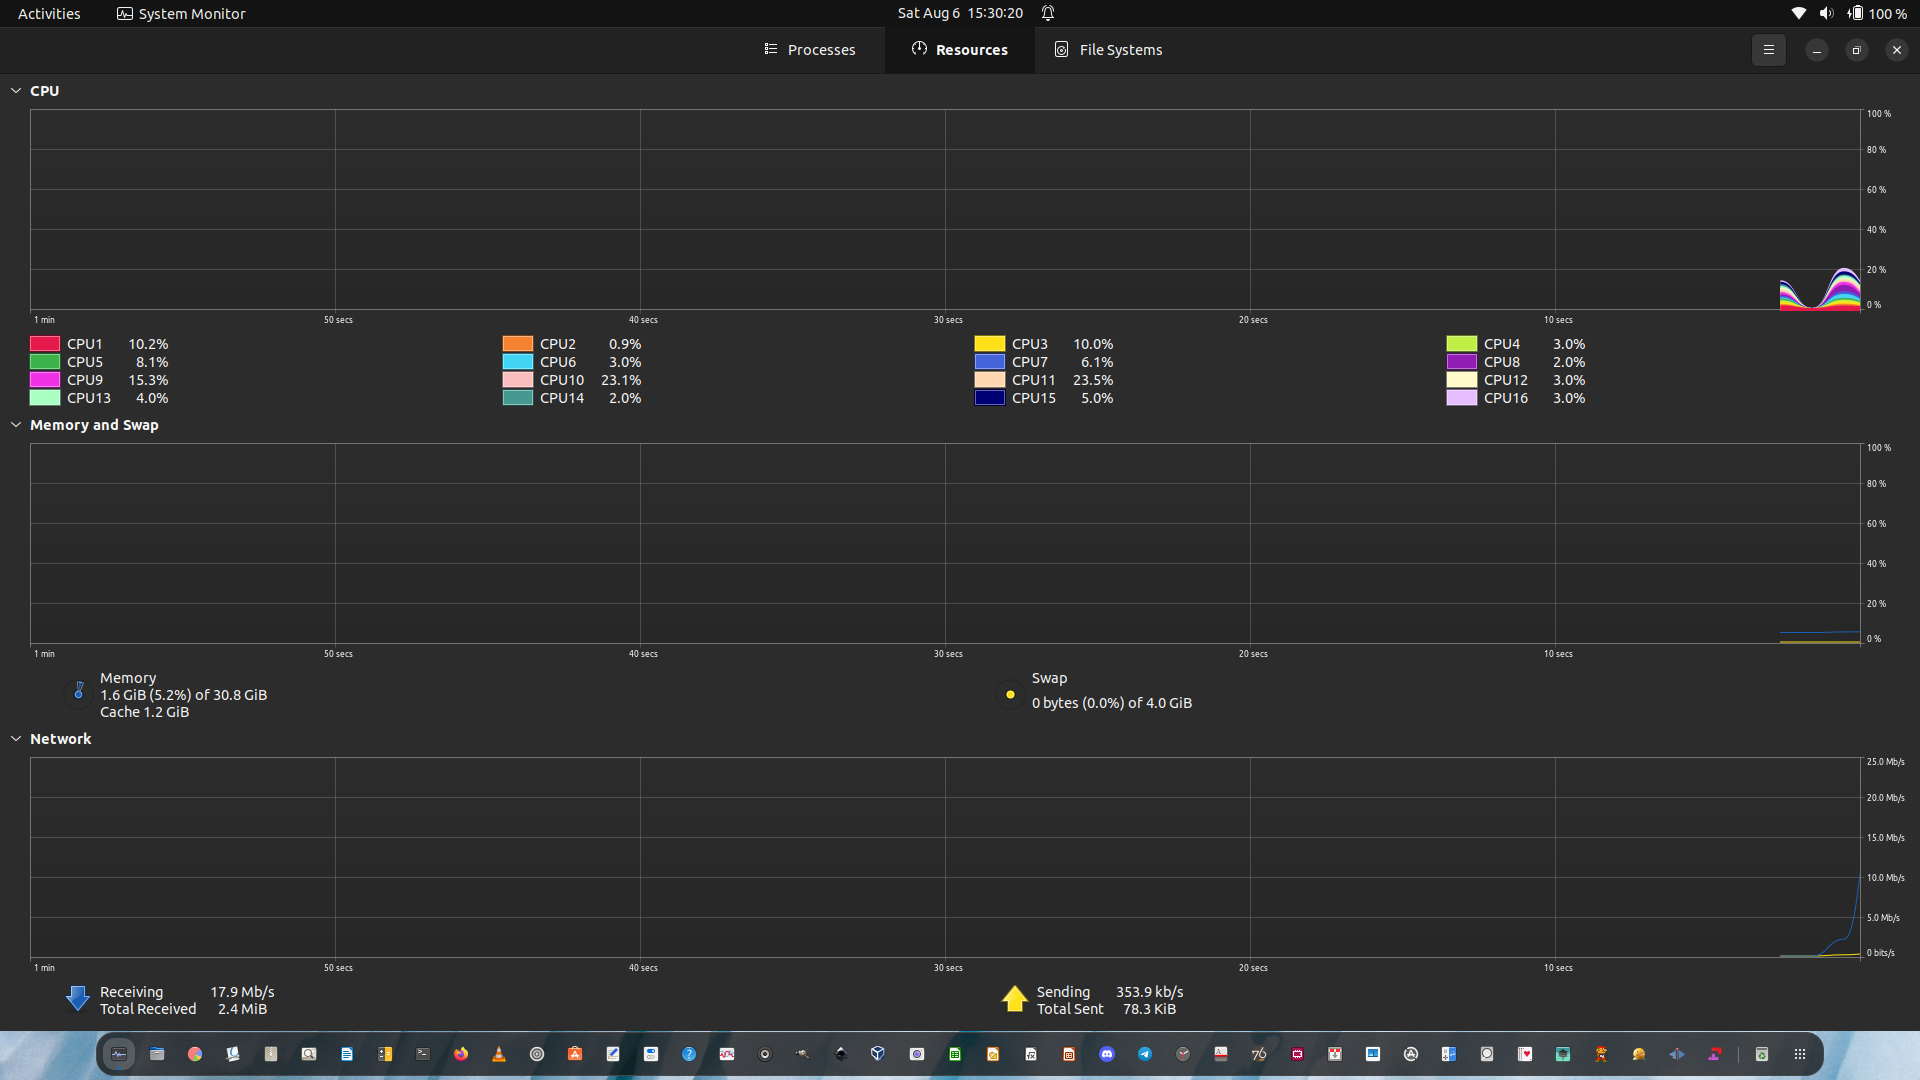 Activities System Monitor Sat Aug 6 15:30:20 100 %
Processes Resources File Systems
CPU
100 %
80 %
60 %
40 %
20 %
0 %
1 min 50 secs 40 secs 30 secs 20 secs 10 secs
CPU1 10.2% CPU2 0.9% CPU3 10.0% CPU4 3.0%
CPU5 8.1% CPU6 3.0% CPU7 6.1% CPU8 2.0%
CPU9 15.3% CPU10 23.1% CPU11 23.5% CPU12 3.0%
CPU13 4.0% CPU14 2.0% CPU15 5.0% CPU16 3.0%
Memory and Swap
100 %
80 %
60 %
40 %
20 %
0 %
1 min 50 secs 40 secs 30 secs 20 secs 10 secs
Memory Swap
1.6 GiB (5.2%) of 30.8 GiB 0 bytes (0.0%) of 4.0 GiB
Cache 1.2 GiB
Network
25.0 Mb/s
20.0 Mb/s
15.0 Mb/s
10.0 Mb/s
5.0 Mb/s
0 bits/s
1 min 50 secs 40 secs 30 secs 20 secs 10 secs
Receiving 17.9 Mb/s Sending 353.9 kb/s
Total Received 2.4 MiB Total Sent 78.3 KiB
76